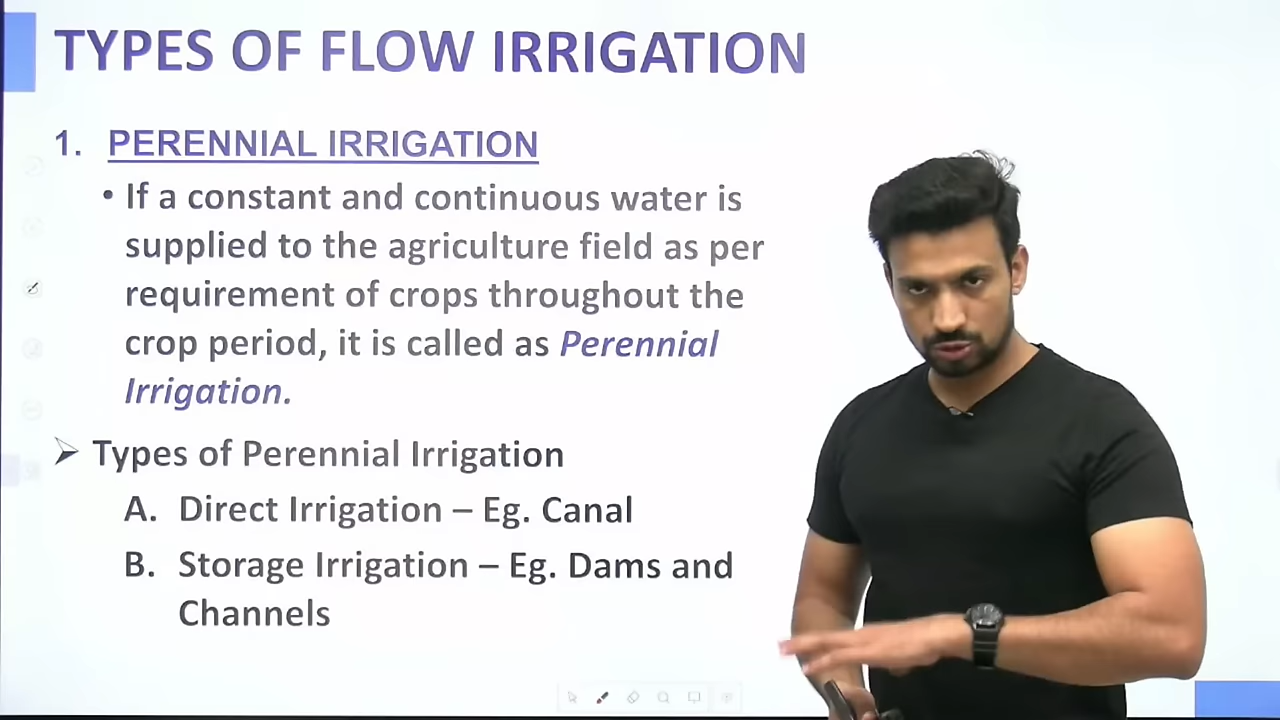 TYPES OF FLOW IRRIGATION
1. PERENNIAL IRRIGATION
• If a constant and continuous water is
supplied to the agriculture field as per
requirement of crops throughout the
crop period, it is called as Perennial
Irrigation.
➢ Types of Perennial Irrigation
A. Direct Irrigation – Eg. Canal
B. Storage Irrigation – Eg. Dams and
Channels